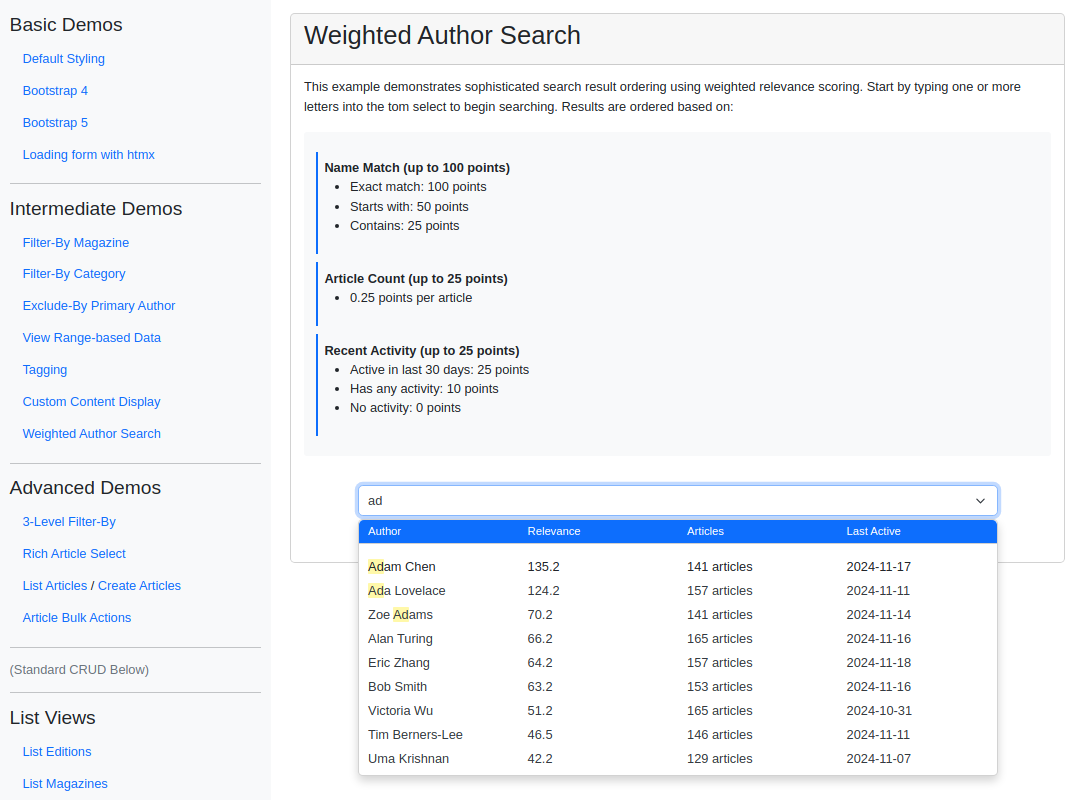 Basic Demos
Default Styling
Bootstrap 4
Bootstrap 5
Loading form with htmx
Intermediate Demos
Filter-By Magazine
Filter-By Category
Exclude-By Primary Author
View Range-based Data
Tagging
Custom Content Display
Weighted Author Search
Advanced Demos
3-Level Filter-By
Rich Article Select
List Articles / Create Articles
Article Bulk Actions
(Standard CRUD Below)
List Views
List Editions
List Magazines
Weighted Author Search
This example demonstrates sophisticated search result ordering using weighted relevance scoring. Start by typing one or more
letters into the tom select to begin searching. Results are ordered based on:
Name Match (up to 100 points)
• Exact match: 100 points
• Starts with: 50 points
• Contains: 25 points
Article Count (up to 25 points)
• 0.25 points per article
Recent Activity (up to 25 points)
• Active in last 30 days: 25 points
• Has any activity: 10 points
• No activity: 0 points
ad
Author Relevance Articles Last Active
Adam Chen 135.2 141 articles 2024-11-17
Ada Lovelace 124.2 157 articles 2024-11-11
Zoe Adams 70.2 141 articles 2024-11-14
Alan Turing 66.2 165 articles 2024-11-16
Eric Zhang 64.2 157 articles 2024-11-18
Bob Smith 63.2 153 articles 2024-11-16
Victoria Wu 51.2 165 articles 2024-10-31
Tim Berners-Lee 46.5 146 articles 2024-11-11
Uma Krishnan 42.2 129 articles 2024-11-07